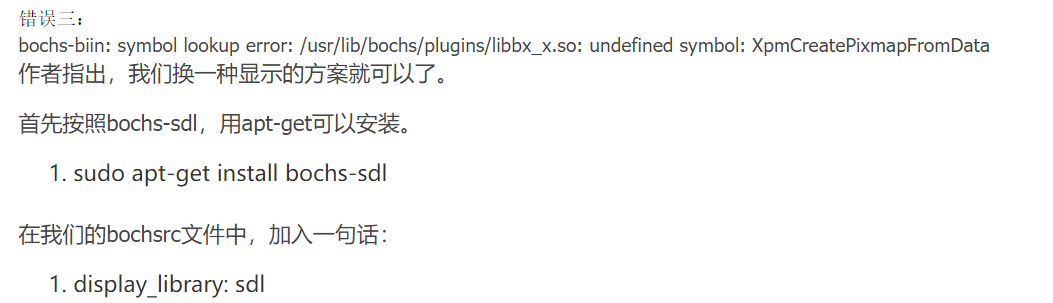 错误三：
bochs-biin: symbol lookup error: /usr/lib/bochs/plugins/libbx_x.so: undefined symbol: XpmCreatePixmapFromData
作者指出，我们换一种显示的方案就可以了。
首先按照bochs-sdl，用apt-get可以安装。
1. sudo apt-get install bochs-sdl
在我们的bochsrc文件中，加入一句话：
1. display_library: sdl